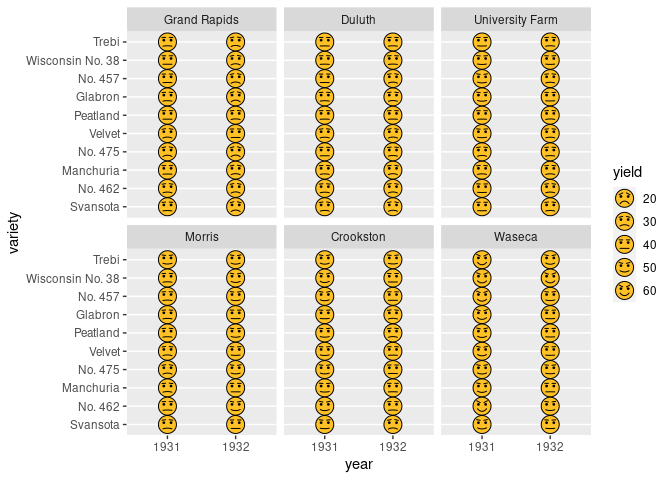 Grand Rapids Duluth University Farm
Trebi
Wisconsin No. 38
No. 457
Glabron
Peatland
Velvet
No. 475
Manchuria
No. 462
Svansota
Morris Crookston Waseca
Trebi
Wisconsin No. 38
No. 457
Glabron
Peatland
Velvet
No. 475
Manchuria
No. 462
Svansota
1931 1932 1931 1932 1931 1932
year
variety
yield
20
30
40
50
60